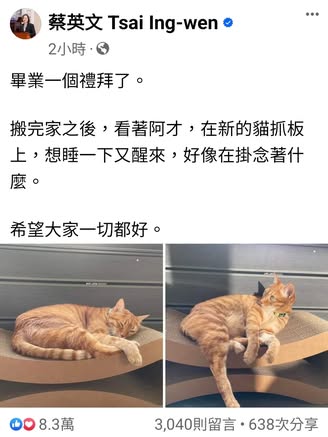 蔡英文 Tsai Ing-wen
2小時 ·
畢業一個禮拜了。
搬完家之後，看著阿才，在新的貓抓板
上，想睡一下又醒來，好像在掛念著什
麼。
希望大家一切都好。
8.3萬
3,040則留言 · 638次分享